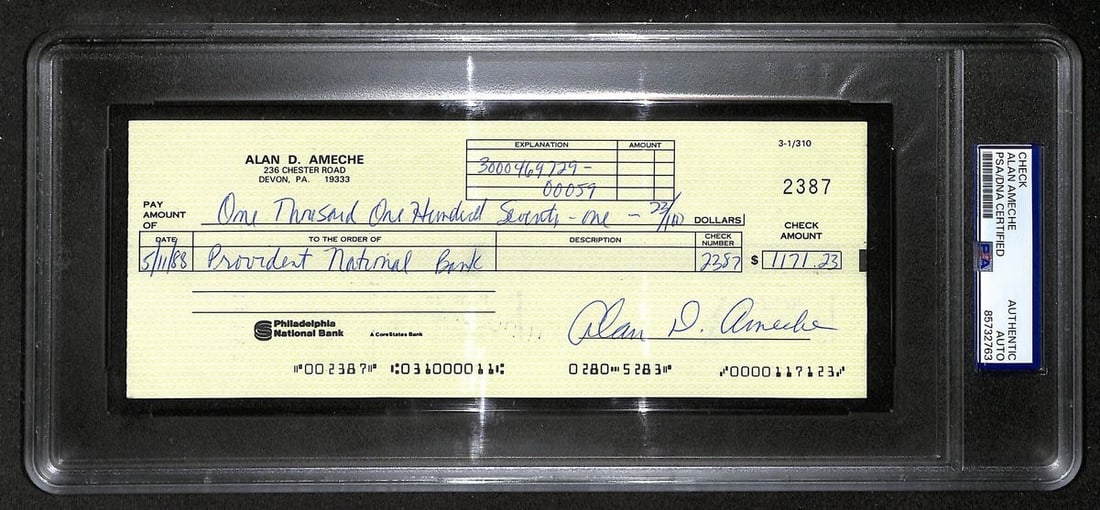 EXPLANATION AMOUNT
3-1/310
ALAN D. AMECHE
236 CHESTER ROAD
DEVON, PA. 19333
3000469729-
00059
2387
PAY
AMOUNT
OF
One Thousand One Hundred Seventy-one - 23/100 DOLLARS
CHECK
AMOUNT
DATE TO THE ORDER OF DESCRIPTION CHECK NUMBER
5/11/88 Provident National Bank 2387 $ 1171.23
Philadelphia
National Bank
A CoreStates Bank
Alan D. Ameche
⑈002387⑈ ⑆031000011⑆ 0280⑉5283⑈ ⑇0000117123⑇
CHECK
ALAN AMECHE
PSA/DNA CERTIFIED
PSA
AUTHENTIC
AUTO
85732763